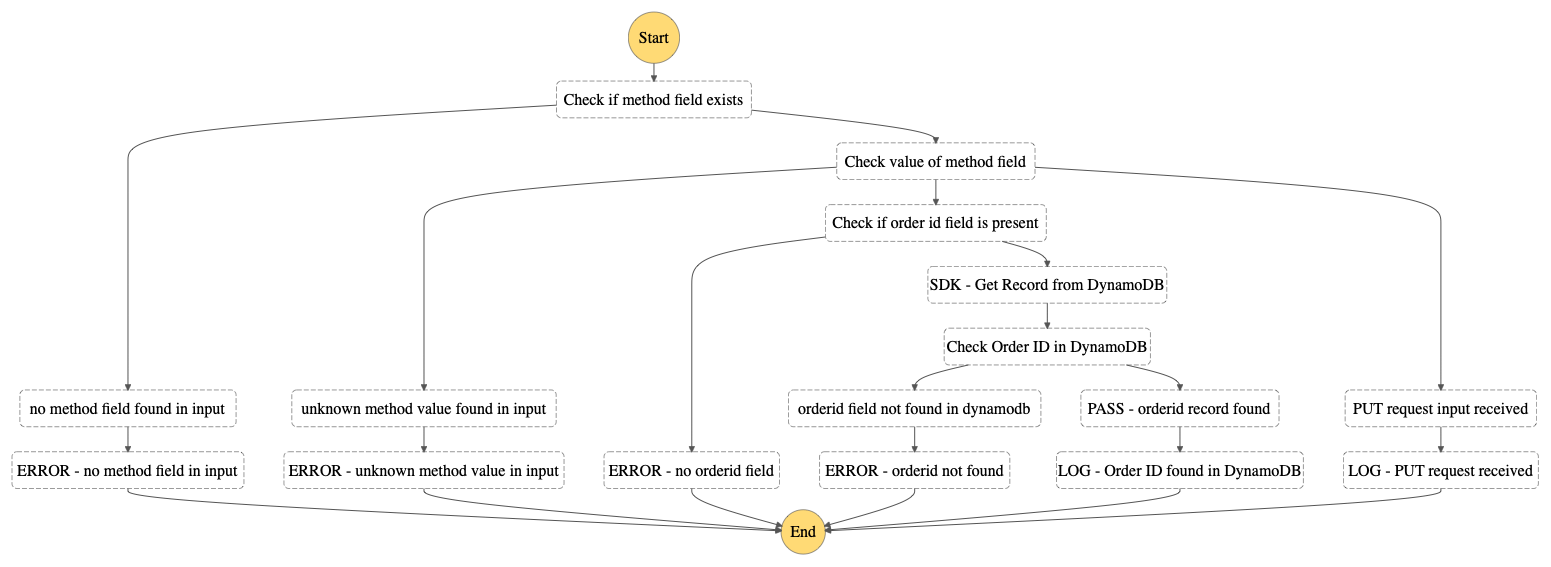 Start
Check if method field exists
Check value of method field
Check if order id field is present
SDK - Get Record from DynamoDB
Check Order ID in DynamoDB
no method field found in input
unknown method value found in input
orderid field not found in dynamodb
PASS - orderid record found
PUT request input received
ERROR - no method field in input
ERROR - unknown method value in input
ERROR - no orderid field
ERROR - orderid not found
LOG - Order ID found in DynamoDB
LOG - PUT request received
End